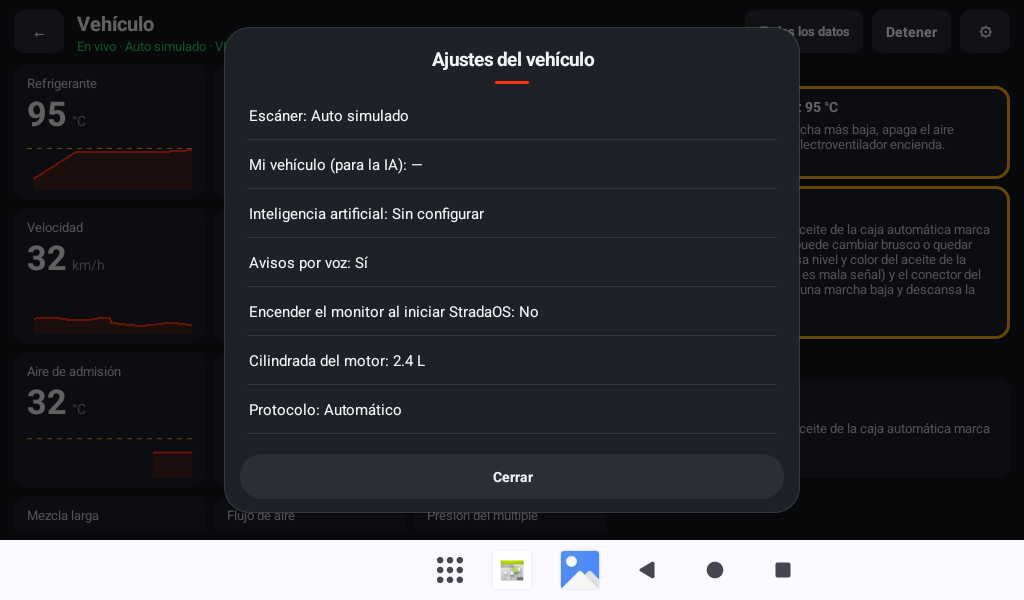 ←
Vehículo
En vivo · Auto simulado ·
los datos
Detener
Refrigerante
95 °C
Velocidad
32 km/h
Aire de admisión
32 °C
Mezcla larga
Flujo de aire
Presión del múltiple
Ajustes del vehículo
Escáner: Auto simulado
Mi vehículo (para la IA): —
Inteligencia artificial: Sin configurar
Avisos por voz: Sí
Encender el monitor al iniciar StradaOS: No
Cilindrada del motor: 2.4 L
Protocolo: Automático
Cerrar
: 95 °C
más baja, apaga el aire
encienda.
aceite de la caja automática marca
puede cambiar brusco o quedar
nivel y color del aceite de la
es mala señal) y el conector del
una marcha baja y descansa la
aceite de la caja automática marca